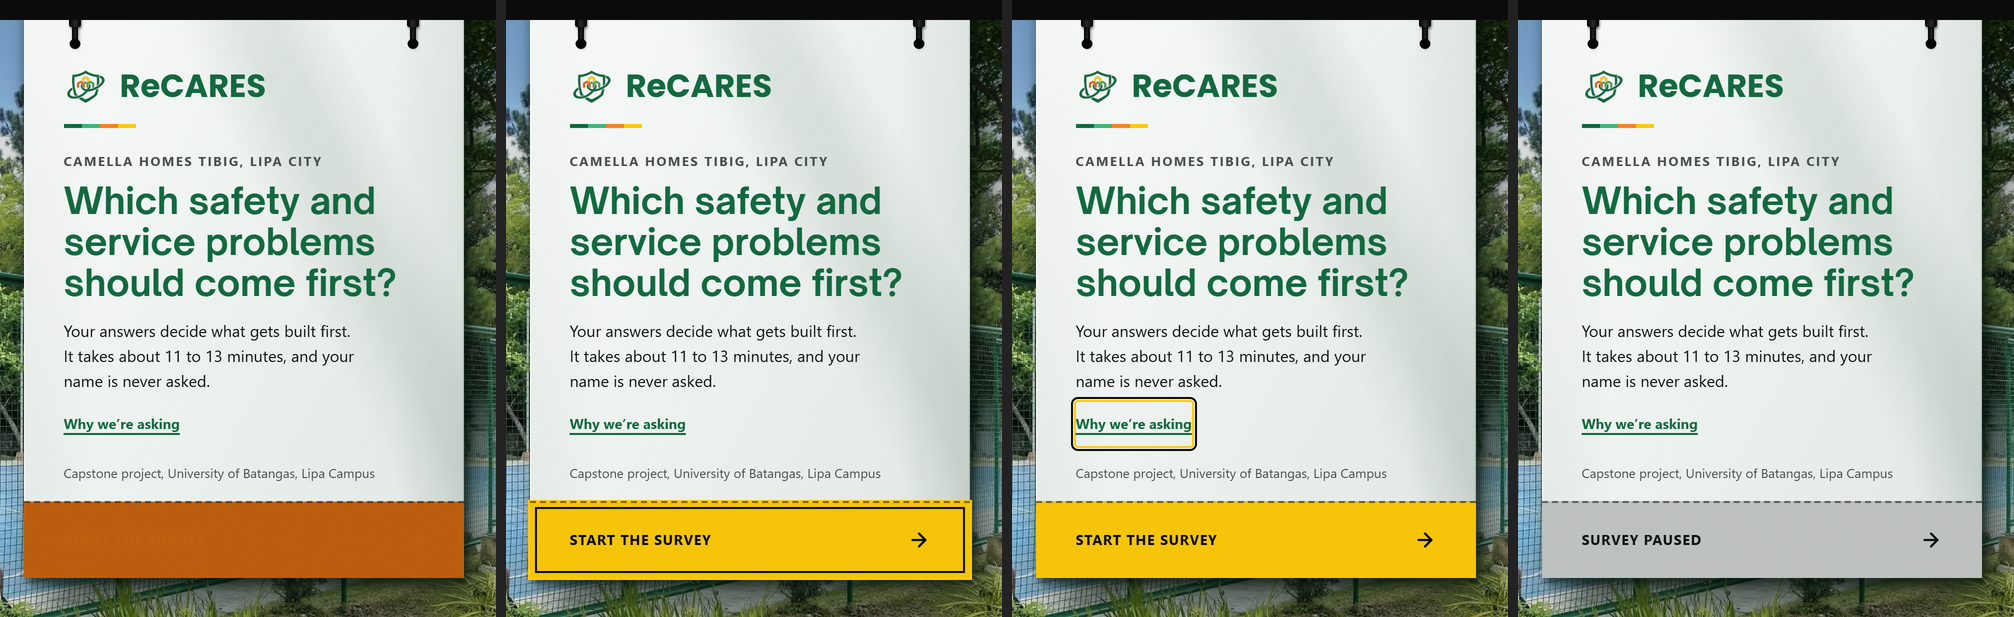 ReCARES
CAMELLA HOMES TIBIG, LIPA CITY
Which safety and
service problems
should come first?
Your answers decide what gets built first.
It takes about 11 to 13 minutes, and your
name is never asked.
Why we're asking
Capstone project, University of Batangas, Lipa Campus
START THE SURVEY
ReCARES
CAMELLA HOMES TIBIG, LIPA CITY
Which safety and
service problems
should come first?
Your answers decide what gets built first.
It takes about 11 to 13 minutes, and your
name is never asked.
Why we're asking
Capstone project, University of Batangas, Lipa Campus
START THE SURVEY
ReCARES
CAMELLA HOMES TIBIG, LIPA CITY
Which safety and
service problems
should come first?
Your answers decide what gets built first.
It takes about 11 to 13 minutes, and your
name is never asked.
Why we're asking
Capstone project, University of Batangas, Lipa Campus
START THE SURVEY
ReCARES
CAMELLA HOMES TIBIG, LIPA CITY
Which safety and
service problems
should come first?
Your answers decide what gets built first.
It takes about 11 to 13 minutes, and your
name is never asked.
Why we're asking
Capstone project, University of Batangas, Lipa Campus
SURVEY PAUSED